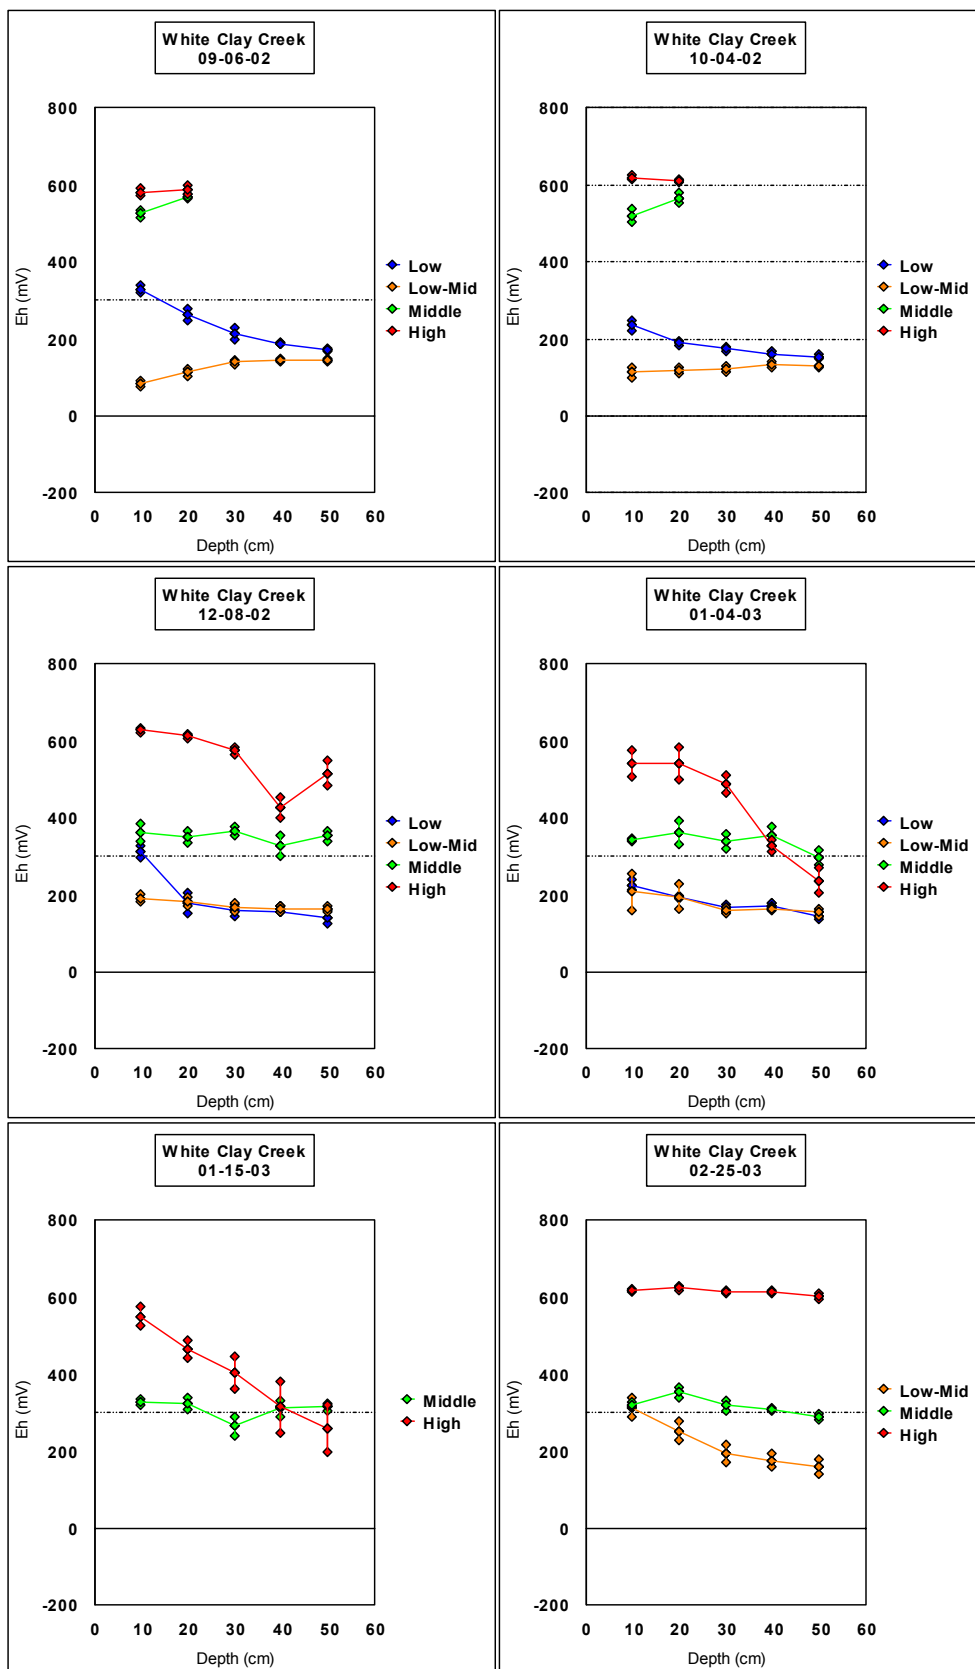 White Clay Creek
09-06-02
800
600
400
200
0
-200
Eh (mV)
0 10 20 30 40 50 60
Depth (cm)
Low
Low-Mid
Middle
High
White Clay Creek
10-04-02
800
600
400
200
0
-200
Eh (mV)
0 10 20 30 40 50 60
Depth (cm)
Low
Low-Mid
Middle
High
White Clay Creek
12-08-02
800
600
400
200
0
-200
Eh (mV)
0 10 20 30 40 50 60
Depth (cm)
Low
Low-Mid
Middle
High
White Clay Creek
01-04-03
800
600
400
200
0
-200
Eh (mV)
0 10 20 30 40 50 60
Depth (cm)
Low
Low-Mid
Middle
High
White Clay Creek
01-15-03
800
600
400
200
0
-200
Eh (mV)
0 10 20 30 40 50 60
Depth (cm)
Middle
High
White Clay Creek
02-25-03
800
600
400
200
0
-200
Eh (mV)
0 10 20 30 40 50 60
Depth (cm)
Low-Mid
Middle
High